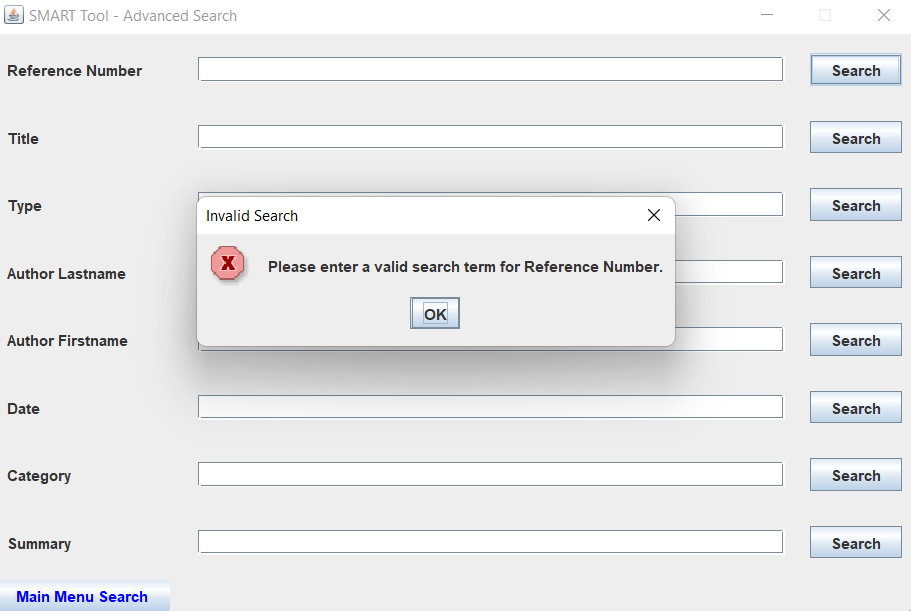 SMART Tool - Advanced Search
Reference Number Search
Title Search
Type Search
Invalid Search
Please enter a valid search term for Reference Number.
OK
Author Lastname Search
Author Firstname Search
Date Search
Category Search
Summary Search
Main Menu Search